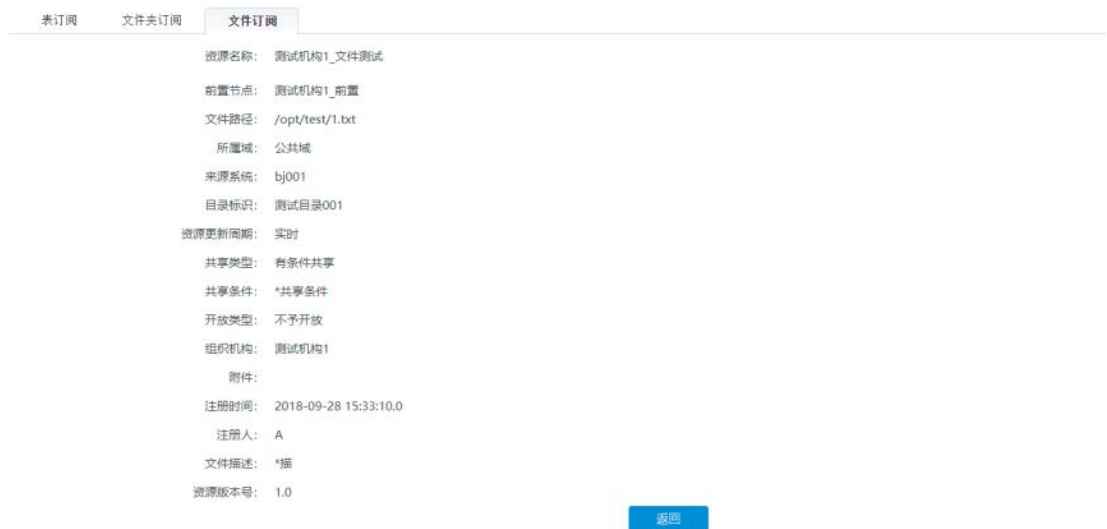 表订阅 文件夹订阅 文件订阅
资源名称: 测试机构1_文件测试
前置节点: 测试机构1_前置
文件路径: /opt/test/1.txt
所属域: 公共域
来源系统: bj001
目录标识: 测试目录001
资源更新周期: 实时
共享类型: 有条件共享
共享条件: *共享条件
开放类型: 不予开放
组织机构: 测试机构1
附件:
注册时间: 2018-09-28 15:33:10.0
注册人: A
文件描述: *描
资源版本号: 1.0
返回